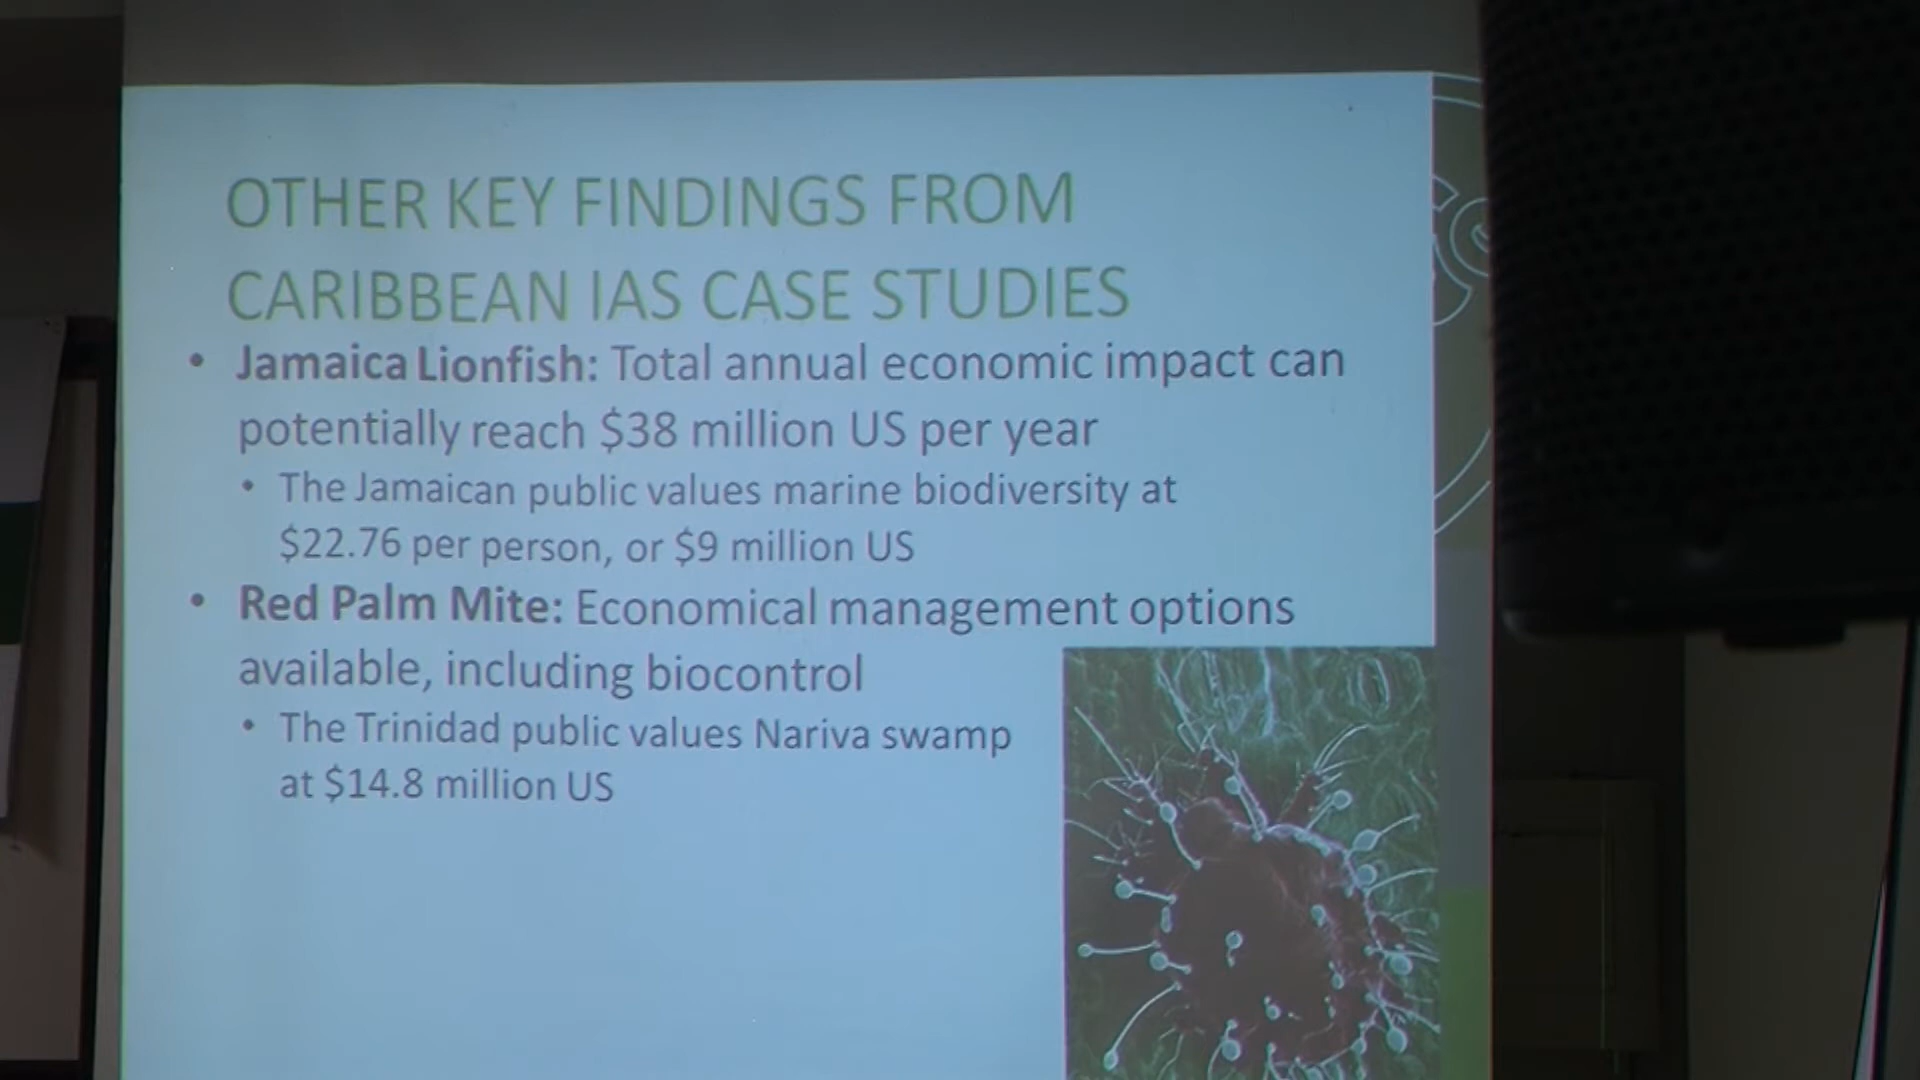 OTHER KEY FINDINGS FROM
CARIBBEAN IAS CASE STUDIES
• Jamaica Lionfish: Total annual economic impact can
potentially reach $38 million US per year
• The Jamaican public values marine biodiversity at
$22.76 per person, or $9 million US
• Red Palm Mite: Economical management options
available, including biocontrol
• The Trinidad public values Nariva swamp
at $14.8 million US